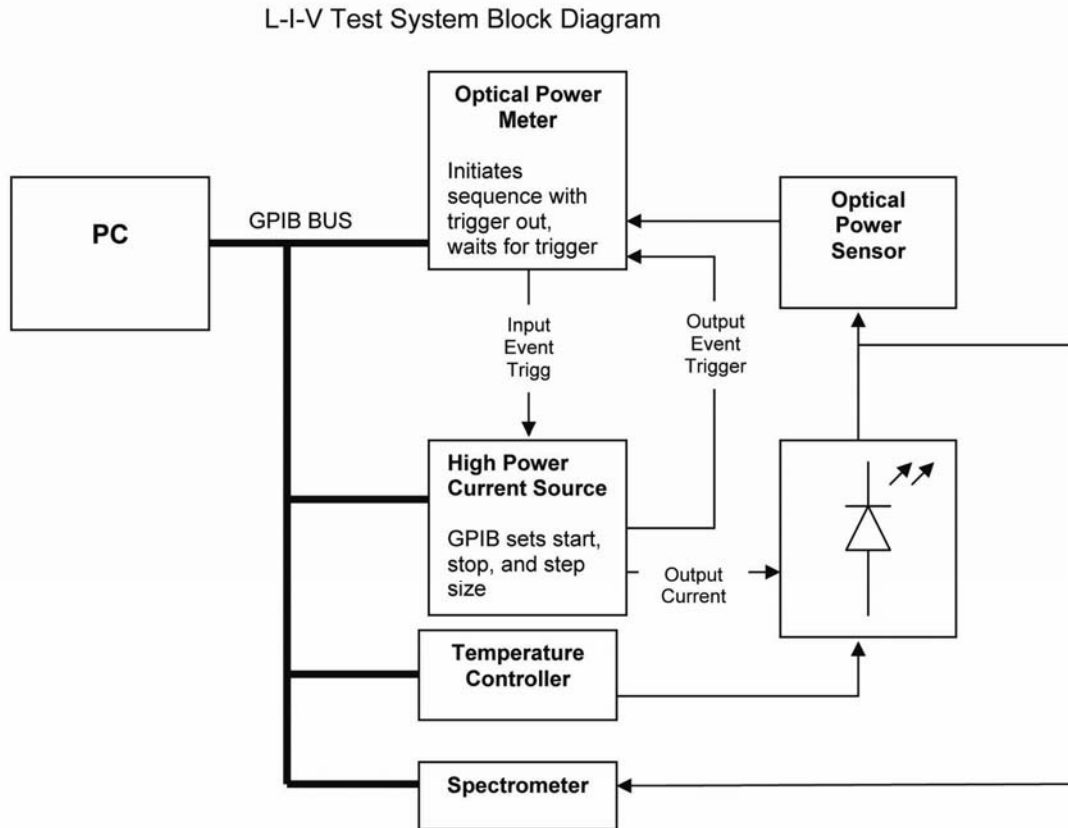 L-I-V Test System Block Diagram
Optical Power
Meter
Initiates
sequence with
trigger out,
waits for trigger
PC
GPIB BUS
Optical
Power
Sensor
Input
Event
Trigg
Output
Event
Trigger
High Power
Current Source
GPIB sets start,
stop, and step
size
Output
Current
Temperature
Controller
Spectrometer